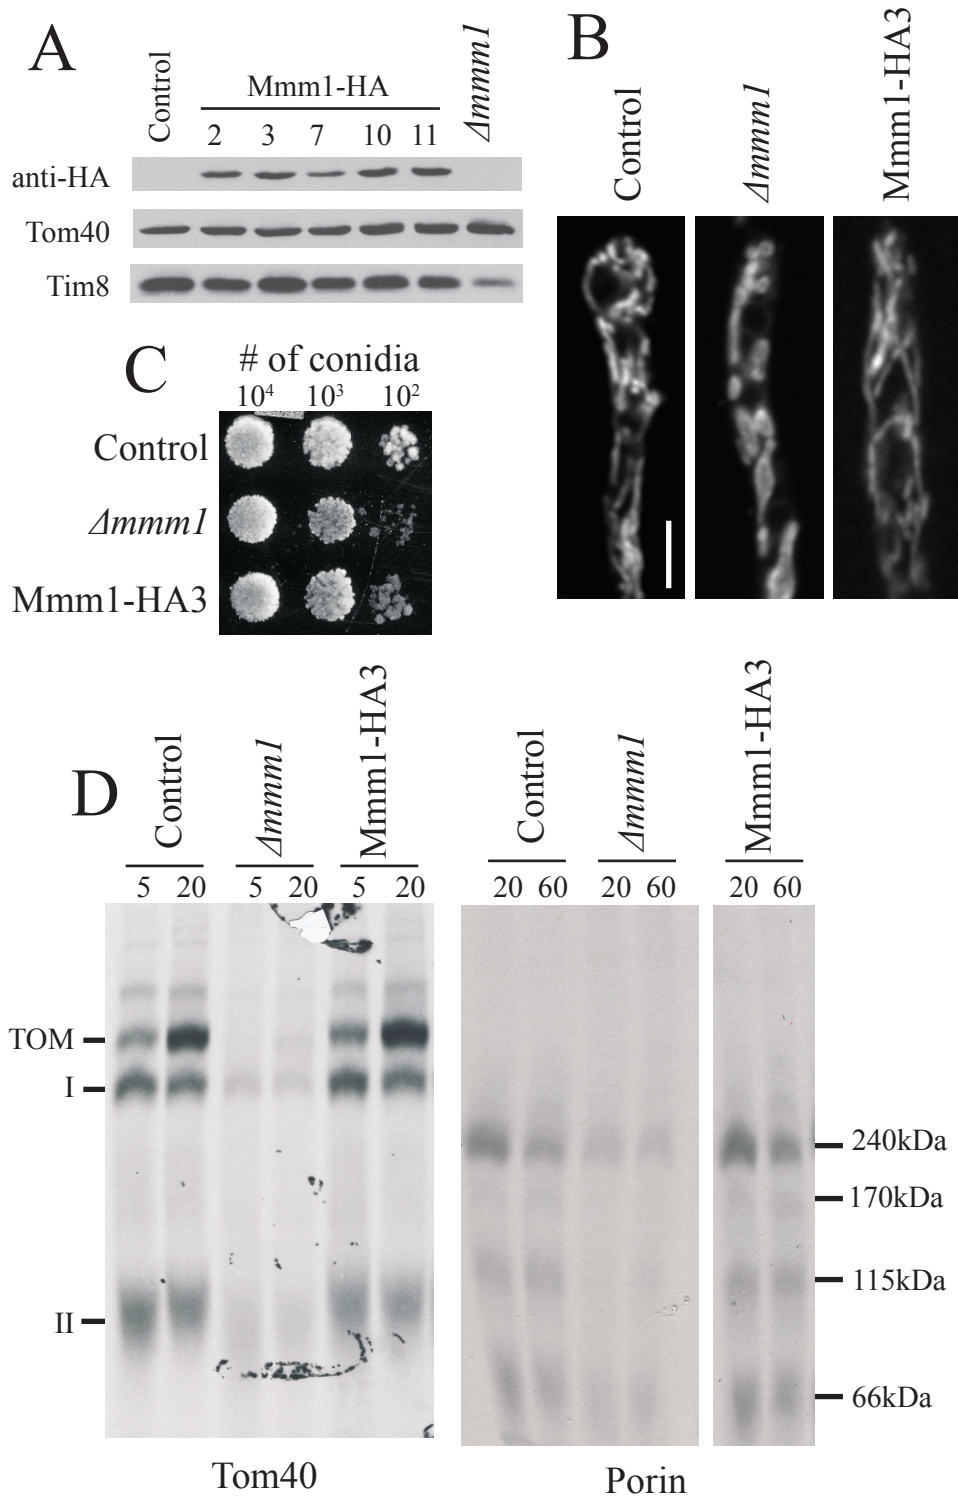 A
Control
Mmm1-HA
Δmmm1
2 3 7 10 11
anti-HA
Tom40
Tim8
B
Control
Δmmm1
Mmm1-HA3
C
# of conidia
10⁴ 10³ 10²
Control
Δmmm1
Mmm1-HA3
D
Control
Δmmm1
Mmm1-HA3
5 20 5 20 5 20
TOM
I
II
Tom40
Control
Δmmm1
Mmm1-HA3
20 60 20 60 20 60
240kDa
170kDa
115kDa
66kDa
Porin